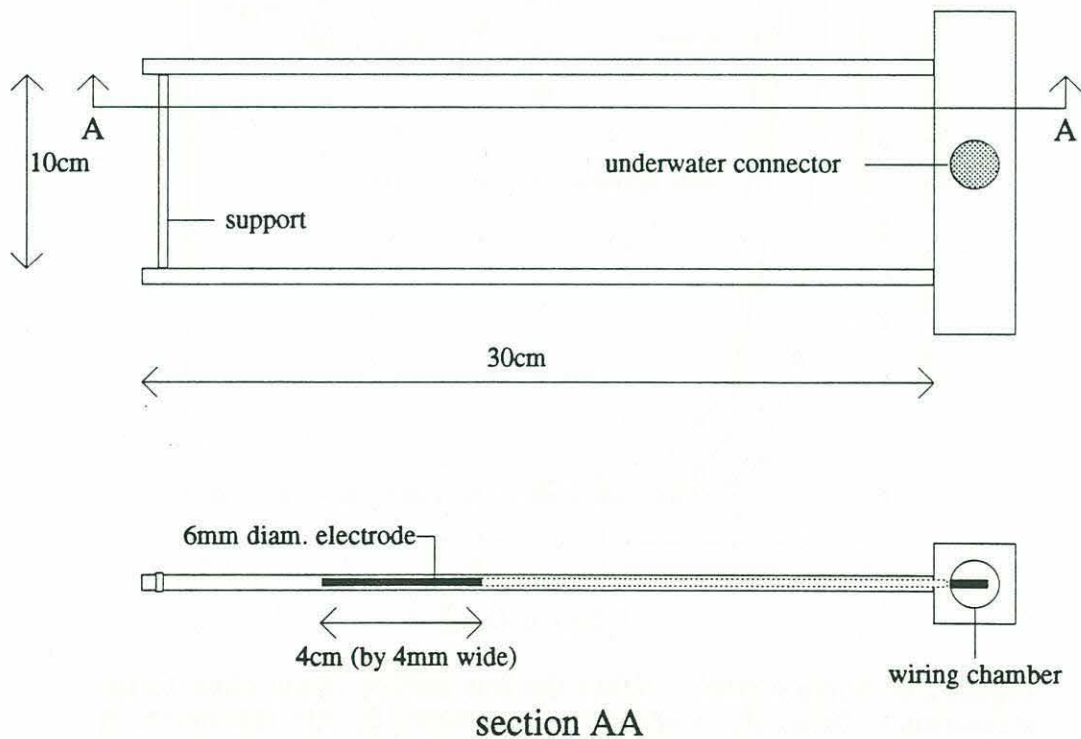 A
A
10cm
underwater connector
support
30cm
6mm diam. electrode
4cm (by 4mm wide)
wiring chamber
section AA